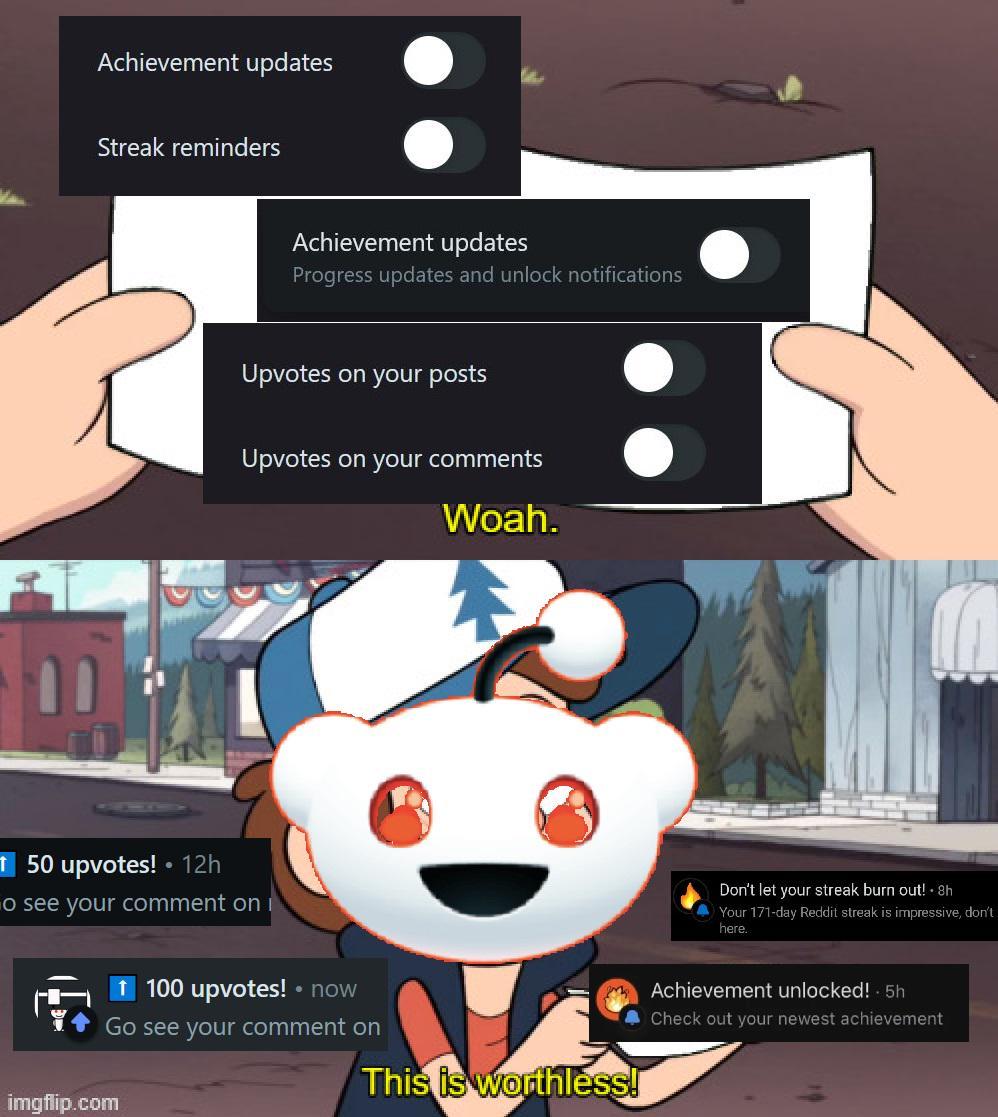 Achievement updates
Streak reminders
Achievement updates
Progress updates and unlock notifications
Upvotes on your posts
Upvotes on your comments
Woah.
50 upvotes! • 12h
o see your comment on
Don't let your streak burn out! • 8h
Your 171-day Reddit streak is impressive, don't
here.
100 upvotes! • now
Go see your comment on
Achievement unlocked! · 5h
Check out your newest achievement
This is worthless!
imgflip.com